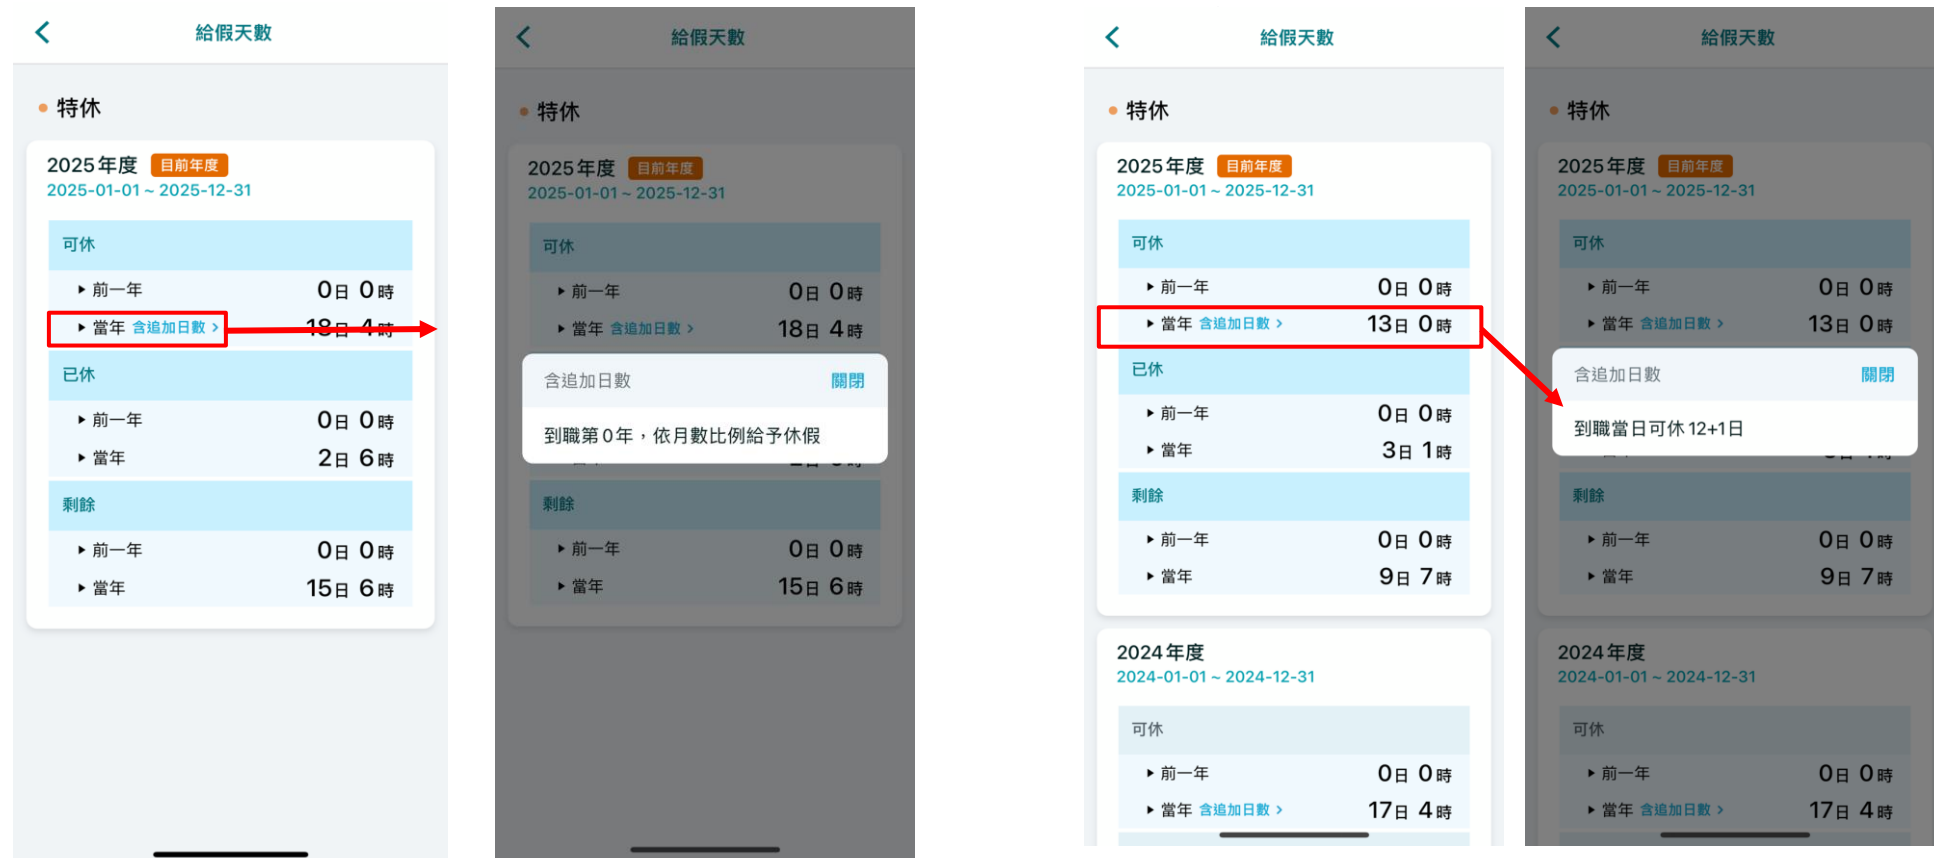 給假天數
特休
2025年度 目前年度
2025-01-01 ~ 2025-12-31
可休
前一年 0日 0時
當年 含追加日數 > 18日 4時
已休
前一年 0日 0時
當年 2日 6時
剩餘
前一年 0日 0時
當年 15日 6時
給假天數
特休
2025年度 目前年度
2025-01-01 ~ 2025-12-31
可休
前一年 0日 0時
當年 含追加日數 > 18日 4時
含追加日數 關閉
到職第0年，依月數比例給予休假
剩餘
前一年 0日 0時
當年 15日 6時
給假天數
特休
2025年度 目前年度
2025-01-01 ~ 2025-12-31
可休
前一年 0日 0時
當年 含追加日數 > 13日 0時
已休
前一年 0日 0時
當年 3日 1時
剩餘
前一年 0日 0時
當年 9日 7時
2024年度
2024-01-01 ~ 2024-12-31
可休
前一年 0日 0時
當年 含追加日數 > 17日 4時
給假天數
特休
2025年度 目前年度
2025-01-01 ~ 2025-12-31
可休
前一年 0日 0時
當年 含追加日數 > 13日 0時
含追加日數 關閉
到職當日可休 12+1日
剩餘
前一年 0日 0時
當年 9日 7時
2024年度
2024-01-01 ~ 2024-12-31
可休
前一年 0日 0時
當年 含追加日數 > 17日 4時